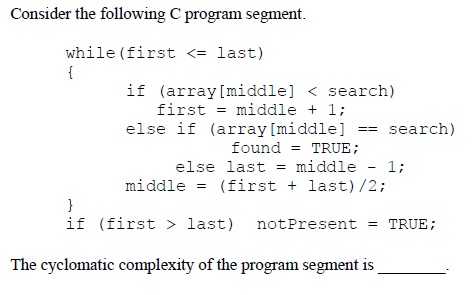 Consider the following C program segment.
while(first <= last)
{
if (array[middle] < search)
first = middle + 1;
else if (array[middle] == search)
found = TRUE;
else last = middle - 1;
middle = (first + last)/2;
}
if (first > last) notPresent = TRUE;
The cyclomatic complexity of the program segment is ________.